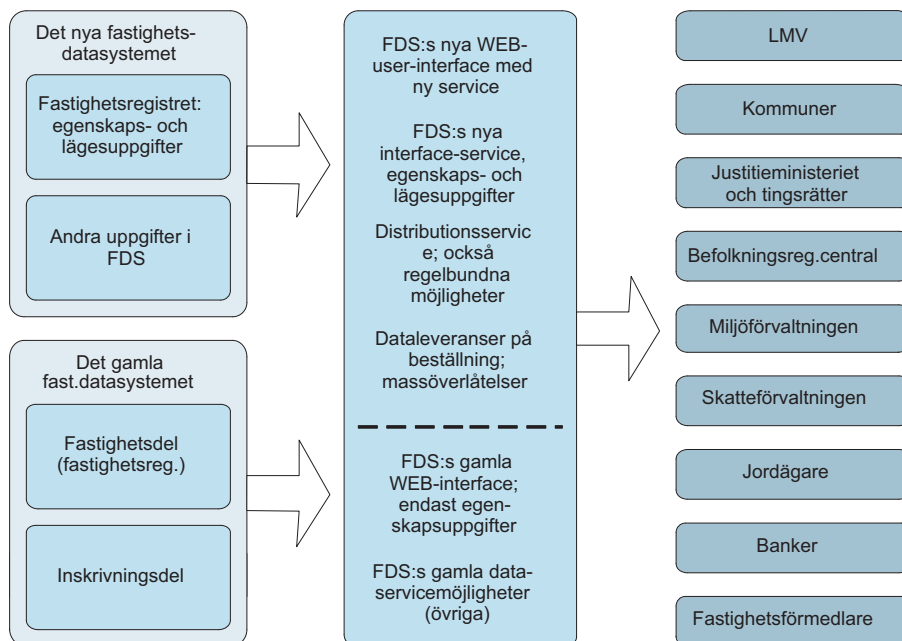 Det nya fastighets-
datasystemet
Fastighetsregistret:
egenskaps- och
lägesuppgifter
Andra uppgifter i
FDS
Det gamla
fast.datasystemet
Fastighetsdel
(fastighetsreg.)
Inskrivningsdel
FDS:s nya WEB-
user-interface med
ny service
FDS:s nya
interface-service,
egenskaps- och
lägesuppgifter
Distributionsservic
e; också
regelbundna
möjligheter
Dataleveranser på
beställning;
massöverlåtelser
FDS:s gamla
WEB-interface;
endast egen-
skapsuppgifter
FDS:s gamla data-
servicemöjligheter
(övriga)
LMV
Kommuner
Justitieministeriet
och tingsrätter
Befolkningsreg.central
Miljöförvaltningen
Skatteförvaltningen
Jordägare
Banker
Fastighetsförmedlare